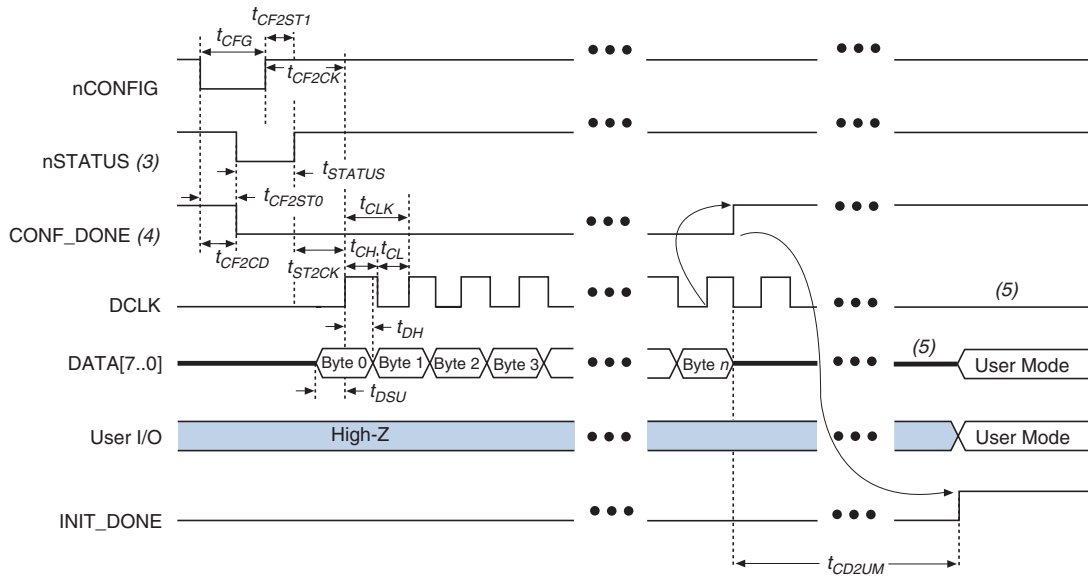 tCF2ST1
tCFG
tCF2CK
nCONFIG
nSTATUS (3)
tSTATUS
tCF2ST0
tCLK
CONF_DONE (4)
tCH tCL
tCF2CD
tST2CK
DCLK
(5)
tDH
DATA[7..0]
Byte 0 Byte 1 Byte 2 Byte 3
Byte n
(5)
User Mode
tDSU
User I/O
High-Z
User Mode
INIT_DONE
tCD2UM